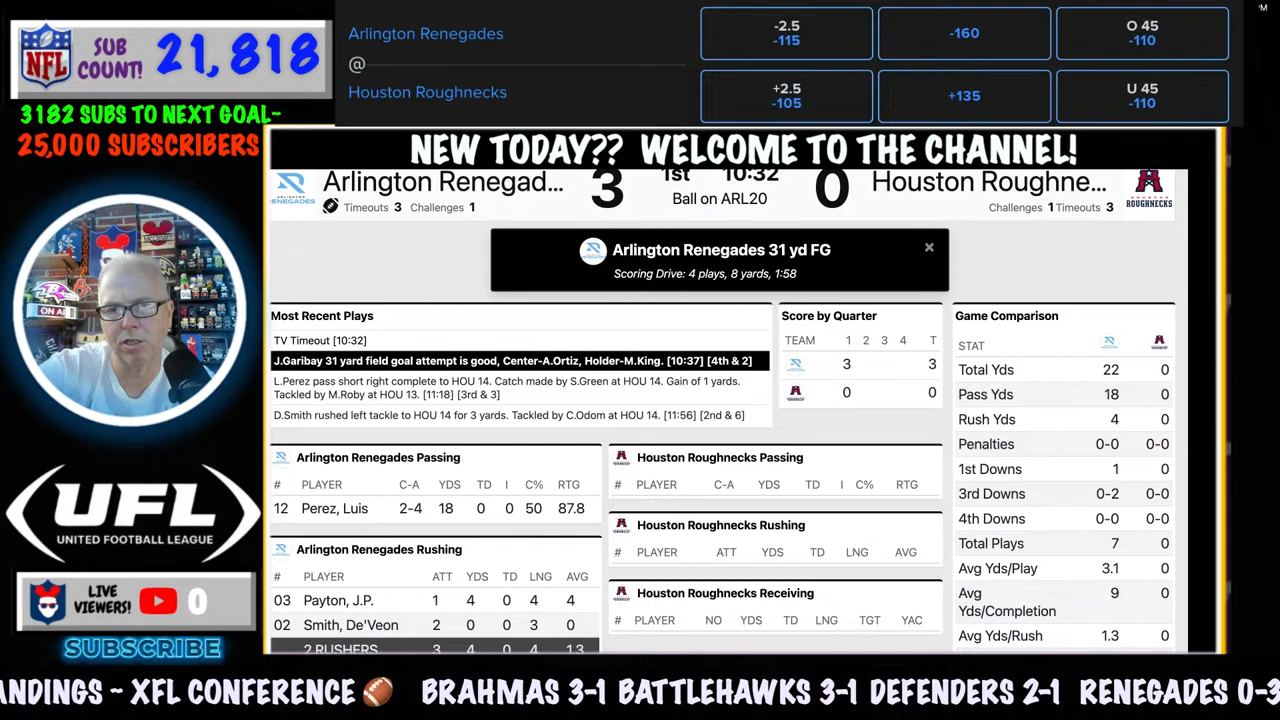 NFL
SUB COUNT!
21,818
3182 SUBS TO NEXT GOAL~
25,000 SUBSCRIBERS
Arlington Renegades
@
Houston Roughnecks
-2.5
-115
-160
O 45
-110
+2.5
-105
+135
U 45
-110
NEW TODAY?? WELCOME TO THE CHANNEL!
Arlington Renegad...
Timeouts 3 Challenges 1
3
1st 10:32
Ball on ARL20
0
Houston Roughne...
Challenges 1 Timeouts 3
RENEGADES
ROUGHNECKS
Arlington Renegades 31 yd FG
×
Scoring Drive: 4 plays, 8 yards, 1:58
Most Recent Plays
TV Timeout [10:32]
J.Garibay 31 yard field goal attempt is good, Center-A.Ortiz, Holder-M.King. [10:37] [4th & 2]
L.Perez pass short right complete to HOU 14. Catch made by S.Green at HOU 14. Gain of 1 yards.
Tackled by M.Roby at HOU 13. [11:18] [3rd & 3]
D.Smith rushed left tackle to HOU 14 for 3 yards. Tackled by C.Odom at HOU 14. [11:56] [2nd & 6]
Score by Quarter
TEAM 1 2 3 4 T
3 3
0 0
Game Comparison
STAT
Total Yds 22 0
Pass Yds 18 0
Rush Yds 4 0
Penalties 0-0 0-0
1st Downs 1 0
3rd Downs 0-2 0-0
4th Downs 0-0 0-0
Total Plays 7 0
Avg Yds/Play 3.1 0
Avg Yds/Completion 9 0
Avg Yds/Rush 1.3 0
Arlington Renegades Passing
# PLAYER C-A YDS TD I C% RTG
12 Perez, Luis 2-4 18 0 0 50 87.8
Arlington Renegades Rushing
# PLAYER ATT YDS TD LNG AVG
03 Payton, J.P. 1 4 0 4 4
02 Smith, De'Veon 2 0 0 3 0
2 RUSHERS 3 4 0 4 1.3
Houston Roughnecks Passing
# PLAYER C-A YDS TD I C% RTG
Houston Roughnecks Rushing
# PLAYER ATT YDS TD LNG AVG
Houston Roughnecks Receiving
# PLAYER NO YDS TD LNG TGT YAC
ON AI
UFL
UNITED FOOTBALL LEAGUE
LIVE VIEWERS!
0
SUBSCRIBE
ANDINGS ~ XFL CONFERENCE 🏈 BRAHMAS 3-1 BATTLEHAWKS 3-1 DEFENDERS 2-1 RENEGADES 0-3